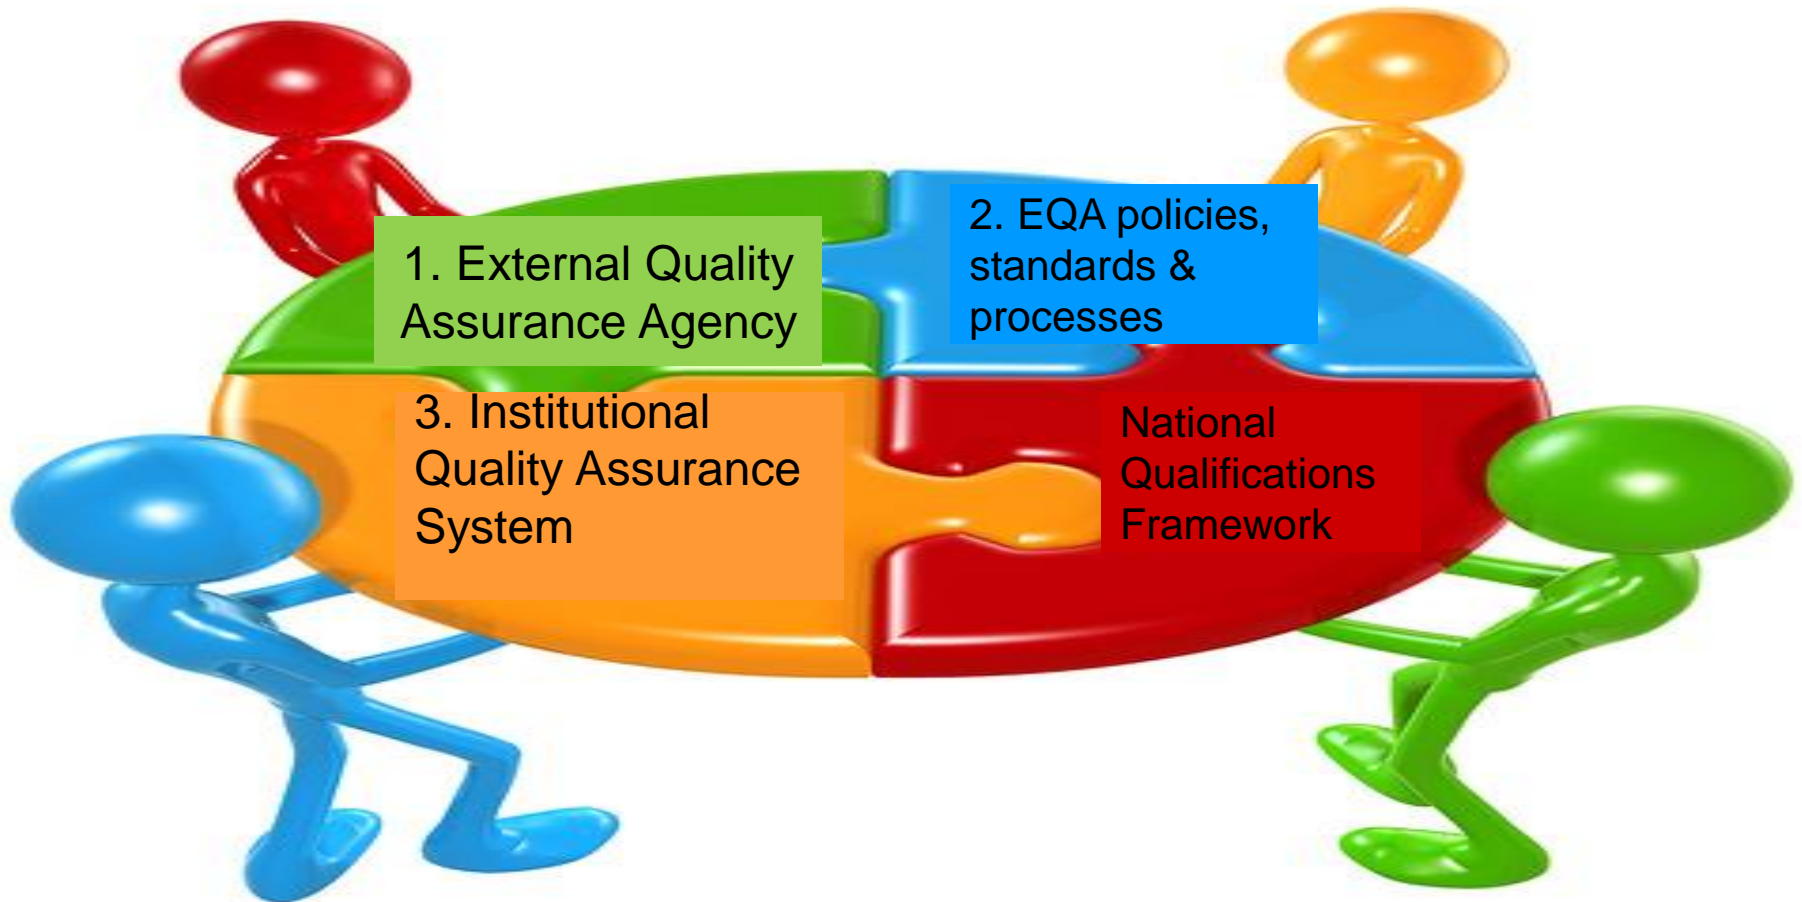 1. External Quality
Assurance Agency
2. EQA policies,
standards &
processes
3. Institutional
Quality Assurance
System
National
Qualifications
Framework